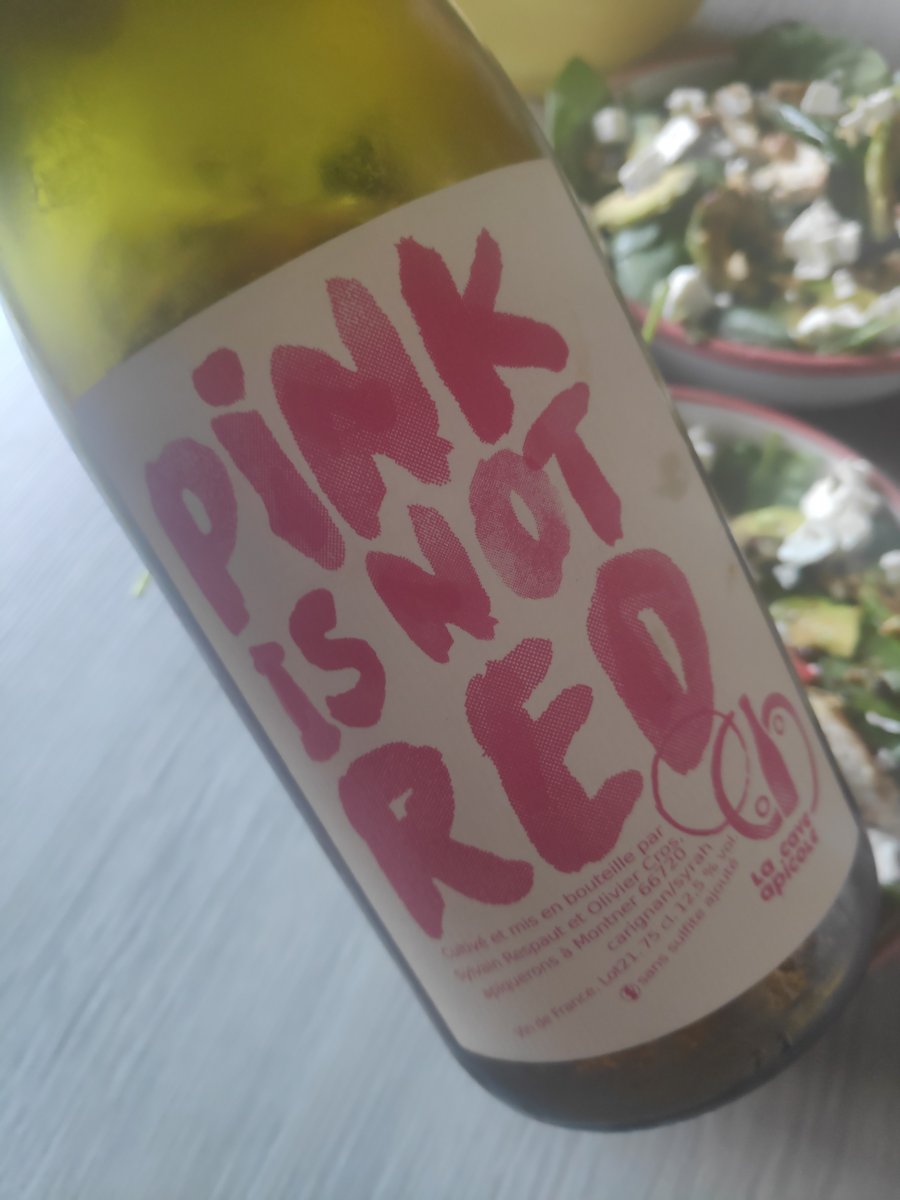 PiNK
IS NOT
RED
Cultivé et mis en bouteille par
Sylvain Respaut et Olivier Cros,
apiquerons à Montner 66720
carignan/syrah
Vin de France. Lot21. 75 cl. 12,5 % vol
sans sulfite ajouté
La cave
apicole